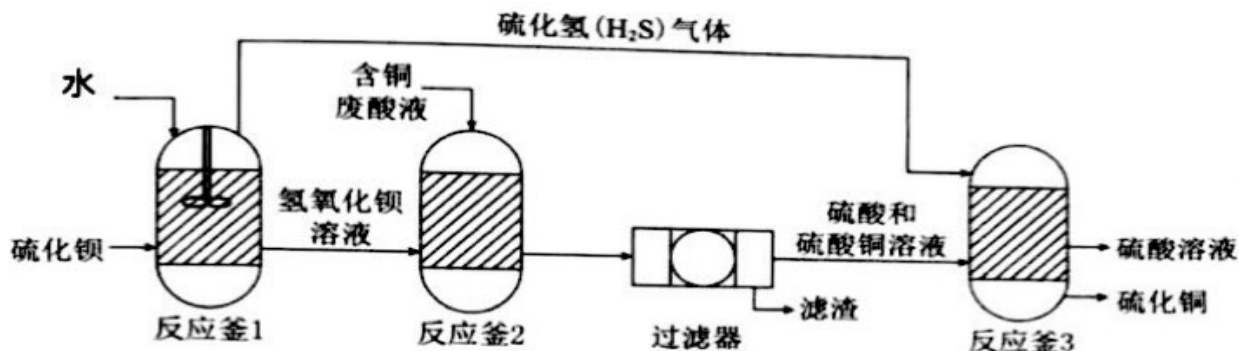 硫化氢(H₂S)气体
水
含铜
废酸液
硫化钡
氢氧化钡
溶液
硫酸和
硫酸铜溶液
滤渣
硫酸溶液
硫化铜
反应釜1
反应釜2
过滤器
反应釜3